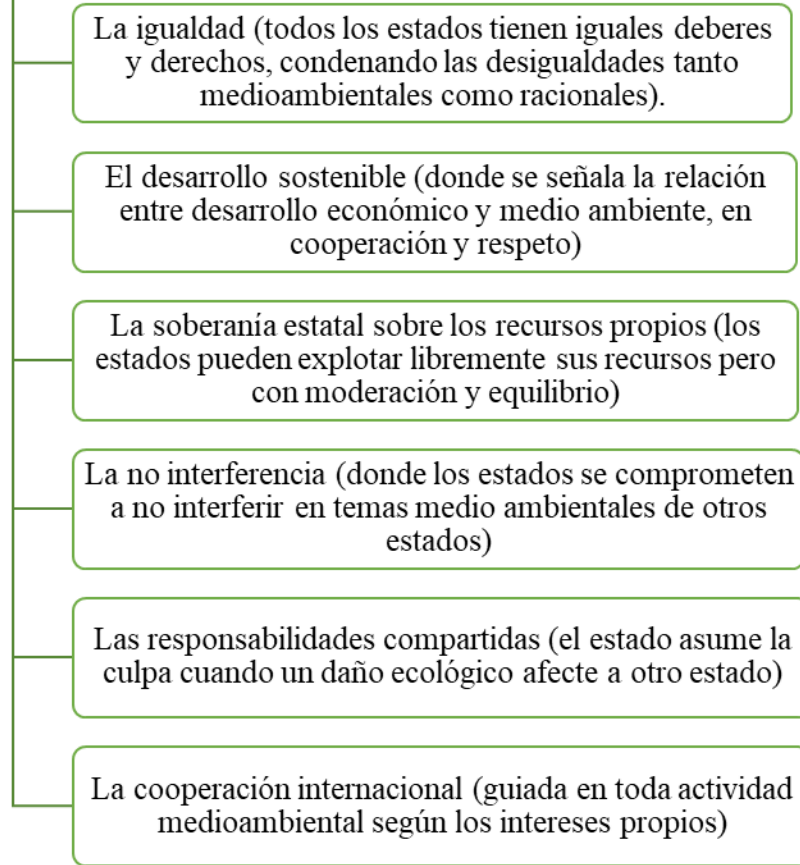 La igualdad (todos los estados tienen iguales deberes
y derechos, condenando las desigualdades tanto
medioambientales como racionales).
El desarrollo sostenible (donde se señala la relación
entre desarrollo económico y medio ambiente, en
cooperación y respeto)
La soberanía estatal sobre los recursos propios (los
estados pueden explotar libremente sus recursos pero
con moderación y equilibrio)
La no interferencia (donde los estados se comprometen
a no interferir en temas medio ambientales de otros
estados)
Las responsabilidades compartidas (el estado asume la
culpa cuando un daño ecológico afecte a otro estado)
La cooperación internacional (guiada en toda actividad
medioambiental según los intereses propios)